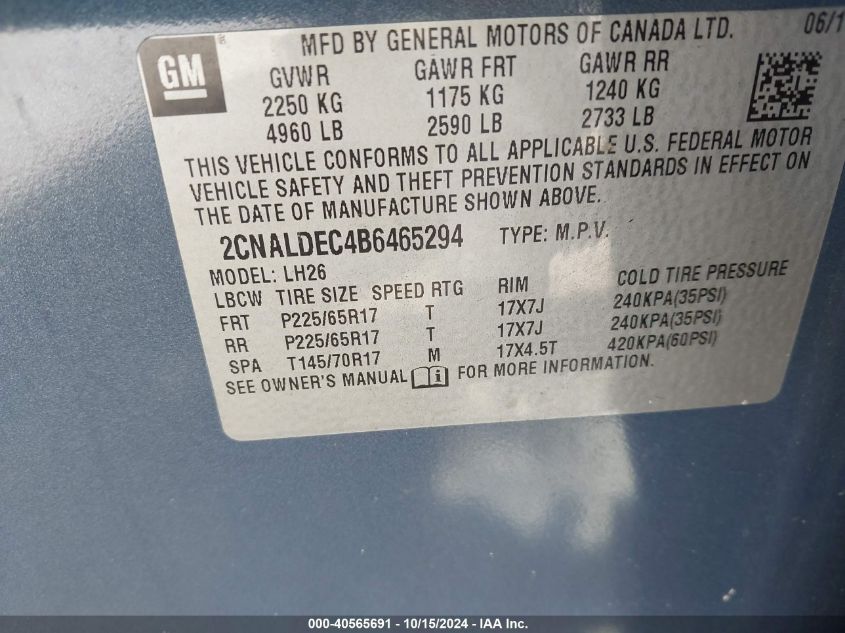 MFD BY GENERAL MOTORS OF CANADA LTD. 06/1
GM ®
GVWR GAWR FRT GAWR RR
2250 KG 1175 KG 1240 KG
4960 LB 2590 LB 2733 LB
THIS VEHICLE CONFORMS TO ALL APPLICABLE U.S. FEDERAL MOTOR
VEHICLE SAFETY AND THEFT PREVENTION STANDARDS IN EFFECT ON
THE DATE OF MANUFACTURE SHOWN ABOVE.
2CNALDEC4B6465294 TYPE: M.P.V.
MODEL: LH26
LBCW TIRE SIZE SPEED RTG RIM COLD TIRE PRESSURE
FRT P225/65R17 T 17X7J 240KPA(35PSI)
RR P225/65R17 T 17X7J 240KPA(35PSI)
SPA T145/70R17 M 17X4.5T 420KPA(60PSI)
SEE OWNER'S MANUAL i FOR MORE INFORMATION.
000-40565691 - 10/15/2024 - IAA Inc.